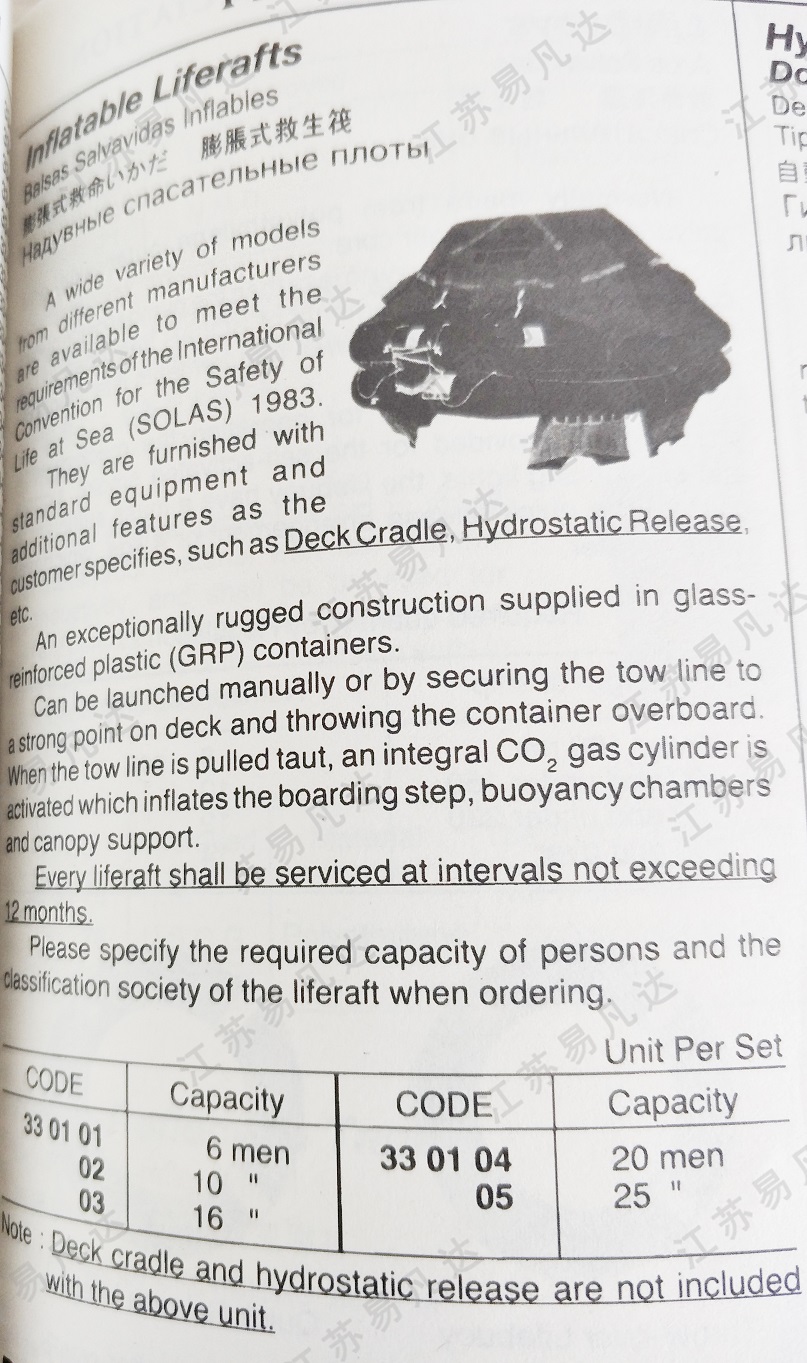 Inflatable Liferafts
Balsas Salvavidas Inflables
膨張式救命いかだ 膨脹式救生筏
Надувные спасательные плоты
A wide variety of models
from different manufacturers
are available to meet the
requirements of the International
Convention for the Safety of
Life at Sea (SOLAS) 1983.
They are furnished with
standard equipment and
additional features as the
customer specifies, such as Deck Cradle, Hydrostatic Release,
etc.
An exceptionally rugged construction supplied in glass-
reinforced plastic (GRP) containers.
Can be launched manually or by securing the tow line to
a strong point on deck and throwing the container overboard.
When the tow line is pulled taut, an integral CO₂ gas cylinder is
activated which inflates the boarding step, buoyancy chambers
and canopy support.
Every liferaft shall be serviced at intervals not exceeding
12 months.
Please specify the required capacity of persons and the
classification society of the liferaft when ordering.
Unit Per Set
CODE Capacity CODE Capacity
33 01 01 6 men 33 01 04 20 men
02 10 " 05 25 "
03 16 "
Note : Deck cradle and hydrostatic release are not included
with the above unit.
Hy
Do
De
Tip
自
Ги
江苏易凡达